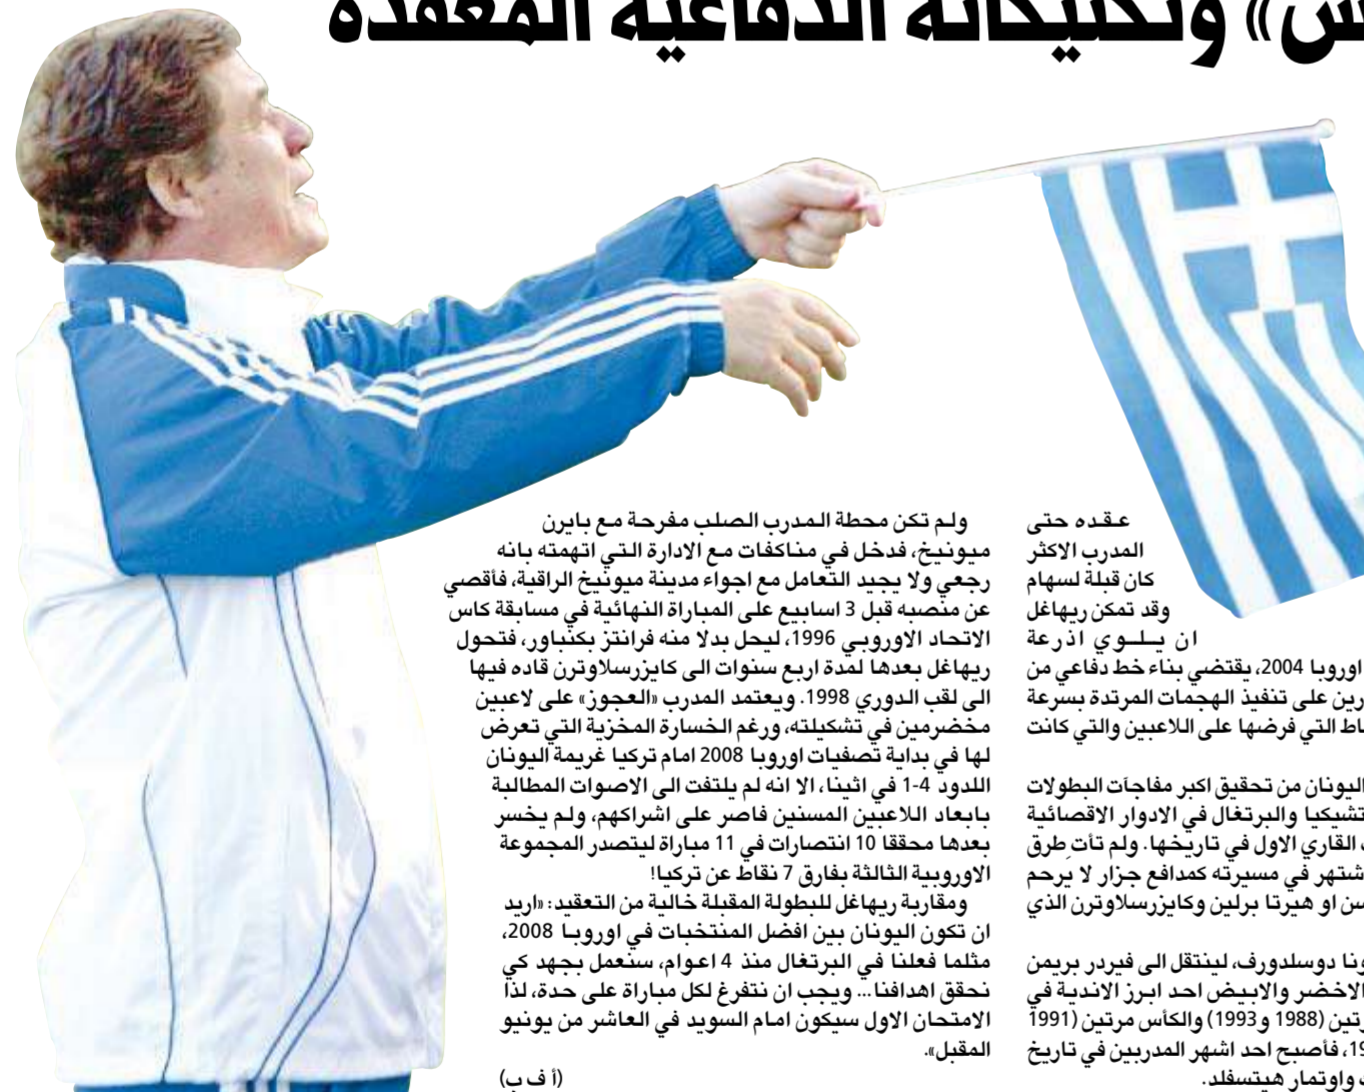 وتكتيكاته الدفاعية المعقدة
عقده حتى
المدرب الاكثر
كان قبلة لسهام
وقد تمكن ريهاغل
ان يلوي اذرعة
اوروبا 2004، يقتضي بناء خط دفاعي من
على تنفيذ الهجمات المرتدة بسرعة
التي فرضها على اللاعبين والتي كانت
اليونان من تحقيق اكبر مفاجآت البطولات
والبرتغال في الادوار الاقصائية
القاري الاول في تاريخها. ولم تأتِ طرق
في مسيرته كمدافع جزار لا يرحم
او هيرتا برلين وكايزرسلاوترن الذي
دوسلدورف، لينتقل الى فيردر بريمن
الاخضر والابيض احد ابرز الاندية في
(1988 و1993) والكأس مرتين (1991
فأصبح احد اشهر المدربين في تاريخ
واوتمار هيتسفلد.
ولم تكن محطة المدرب الصلب مفرحة مع بايرن
ميونيخ، فدخل في مناكفات مع الادارة التي اتهمته بانه
رجعي ولا يجيد التعامل مع اجواء مدينة ميونيخ الراقية، فأقصي
عن منصبه قبل 3 اسابيع على المباراة النهائية في مسابقة كاس
الاتحاد الاوروبي 1996، ليحل بدلا منه فرانتز بكنباور، فتحول
ريهاغل بعدها لمدة اربع سنوات الى كايزرسلاوترن قاده فيها
الى لقب الدوري 1998. ويعتمد المدرب «العجوز» على لاعبين
مخضرمين في تشكيلته، ورغم الخسارة المخزية التي تعرض
لها في بداية تصفيات اوروبا 2008 امام تركيا غريمة اليونان
اللدود 4-1 في اثينا، الا انه لم يلتفت الى الاصوات المطالبة
بابعاد اللاعبين المسنين فاصر على اشراكهم، ولم يخسر
بعدها محققا 10 انتصارات في 11 مباراة ليتصدر المجموعة
الاوروبية الثالثة بفارق 7 نقاط عن تركيا!
ومقاربة ريهاغل للبطولة المقبلة خالية من التعقيد: «اريد
ان تكون اليونان بين افضل المنتخبات في اوروبا 2008،
مثلما فعلنا في البرتغال منذ 4 اعوام، سنعمل بجهد كي
نحقق اهدافنا... ويجب ان نتفرغ لكل مباراة على حدة، لذا
الامتحان الاول سيكون امام السويد في العاشر من يونيو
المقبل».
(أ ف ب)